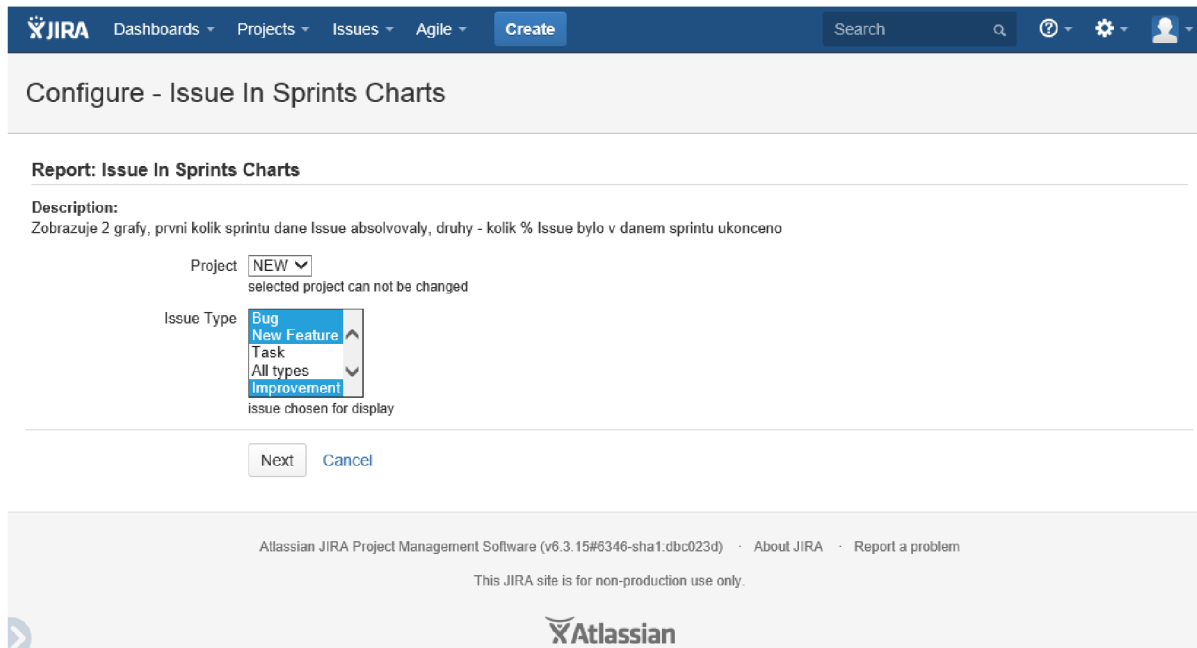 JIRA Dashboards Projects Issues Agile Create Search
Configure - Issue In Sprints Charts
Report: Issue In Sprints Charts
Description:
Zobrazuje 2 grafy, prvni kolik sprintu dane Issue absolvovaly, druhy - kolik % Issue bylo v danem sprintu ukonceno
Project NEW
selected project can not be changed
Issue Type Bug
New Feature
Task
All types
Improvement
issue chosen for display
Next Cancel
Atlassian JIRA Project Management Software (v6.3.15#6346-sha1:dbc023d) · About JIRA · Report a problem
This JIRA site is for non-production use only.
Atlassian